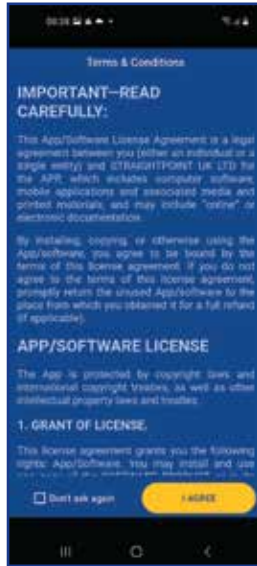 Terms & Conditions
IMPORTANT—READ
CAREFULLY:
This App/Software License Agreement is a legal
agreement between you (either an individual or a
single entity) and STRAIGHTPOINT UK LTD for
the APP, which includes computer software,
mobile applications and associated media and
printed materials, and may include "online" or
electronic documentation.
By installing, copying, or otherwise using the
App/software, you agree to be bound by the
terms of this license agreement. If you do not
agree to the terms of this license agreement,
promptly return the unused App/software to the
place from which you obtained it for a full refund
(if applicable).
APP/SOFTWARE LICENSE
The App is protected by copyright laws and
international copyright treaties, as well as other
intellectual property laws and treaties.
1. GRANT OF LICENSE.
This license agreement grants you the following
rights: App/Software. You may install and use
Don't ask again
I AGREE